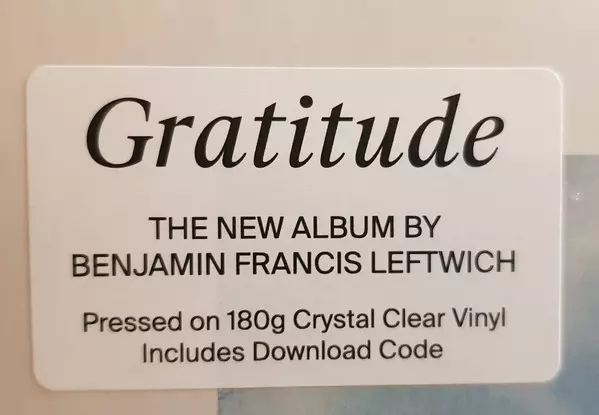 Gratitude
THE NEW ALBUM BY
BENJAMIN FRANCIS LEFTWICH
Pressed on 180g Crystal Clear Vinyl
Includes Download Code